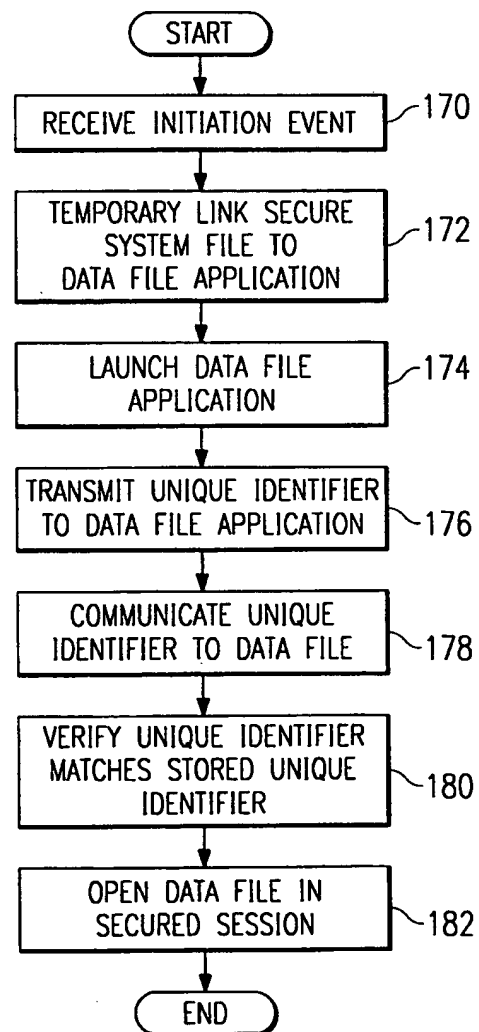 START
RECEIVE INITIATION EVENT
170
TEMPORARY LINK SECURE
SYSTEM FILE TO
DATA FILE APPLICATION
172
LAUNCH DATA FILE
APPLICATION
174
TRANSMIT UNIQUE IDENTIFIER
TO DATA FILE APPLICATION
176
COMMUNICATE UNIQUE
IDENTIFIER TO DATA FILE
178
VERIFY UNIQUE IDENTIFIER
MATCHES STORED UNIQUE
IDENTIFIER
180
OPEN DATA FILE IN
SECURED SESSION
182
END